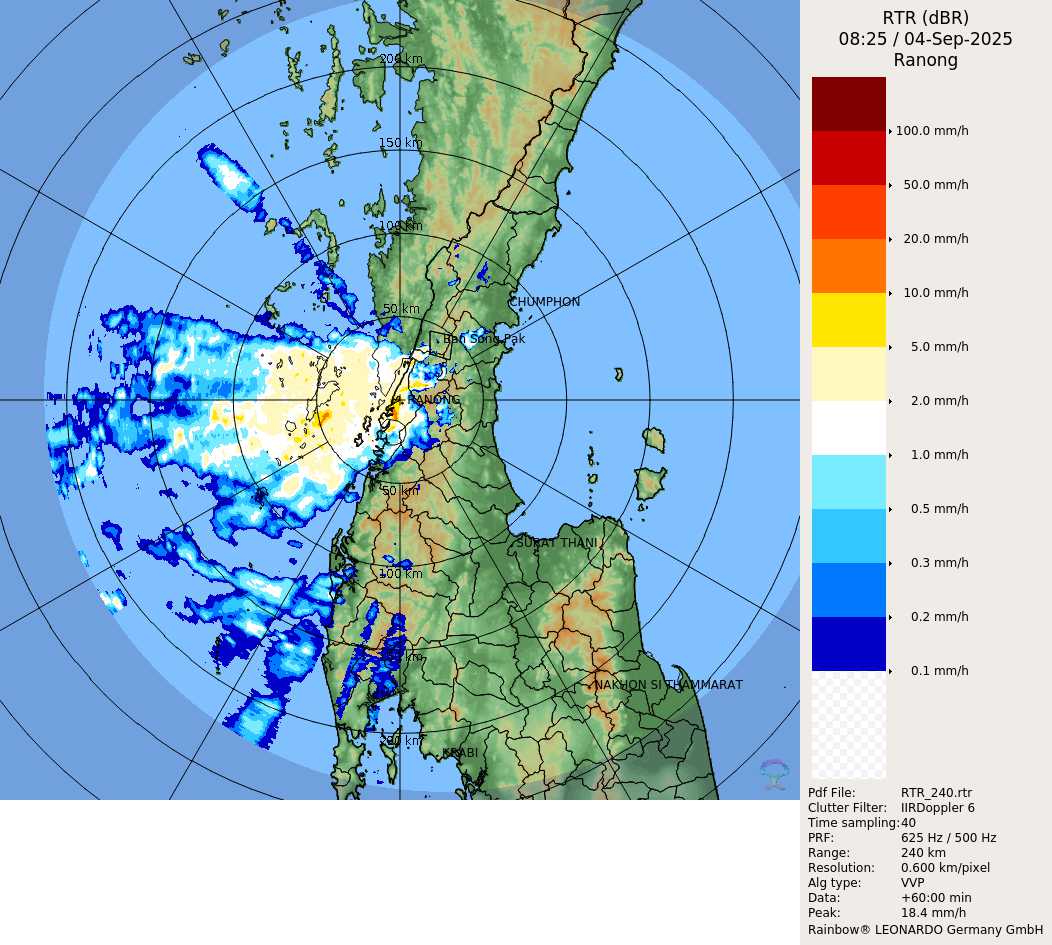 RTR (dBR)
08:25 / 04-Sep-2025
Ranong
200 km
150 km
100 km
50 km
CHUMPHON
Ban Song Pak
RANONG
50 km
SURAT THANI
100 km
km
NAKHON SI THAMMARAT
200 km
KRABI
100.0 mm/h
50.0 mm/h
20.0 mm/h
10.0 mm/h
5.0 mm/h
2.0 mm/h
1.0 mm/h
0.5 mm/h
0.3 mm/h
0.2 mm/h
0.1 mm/h
Pdf File: RTR_240.rtr
Clutter Filter: IIRDoppler 6
Time sampling:40
PRF: 625 Hz / 500 Hz
Range: 240 km
Resolution: 0.600 km/pixel
Alg type: VVP
Data: +60:00 min
Peak: 18.4 mm/h
Rainbow® LEONARDO Germany GmbH